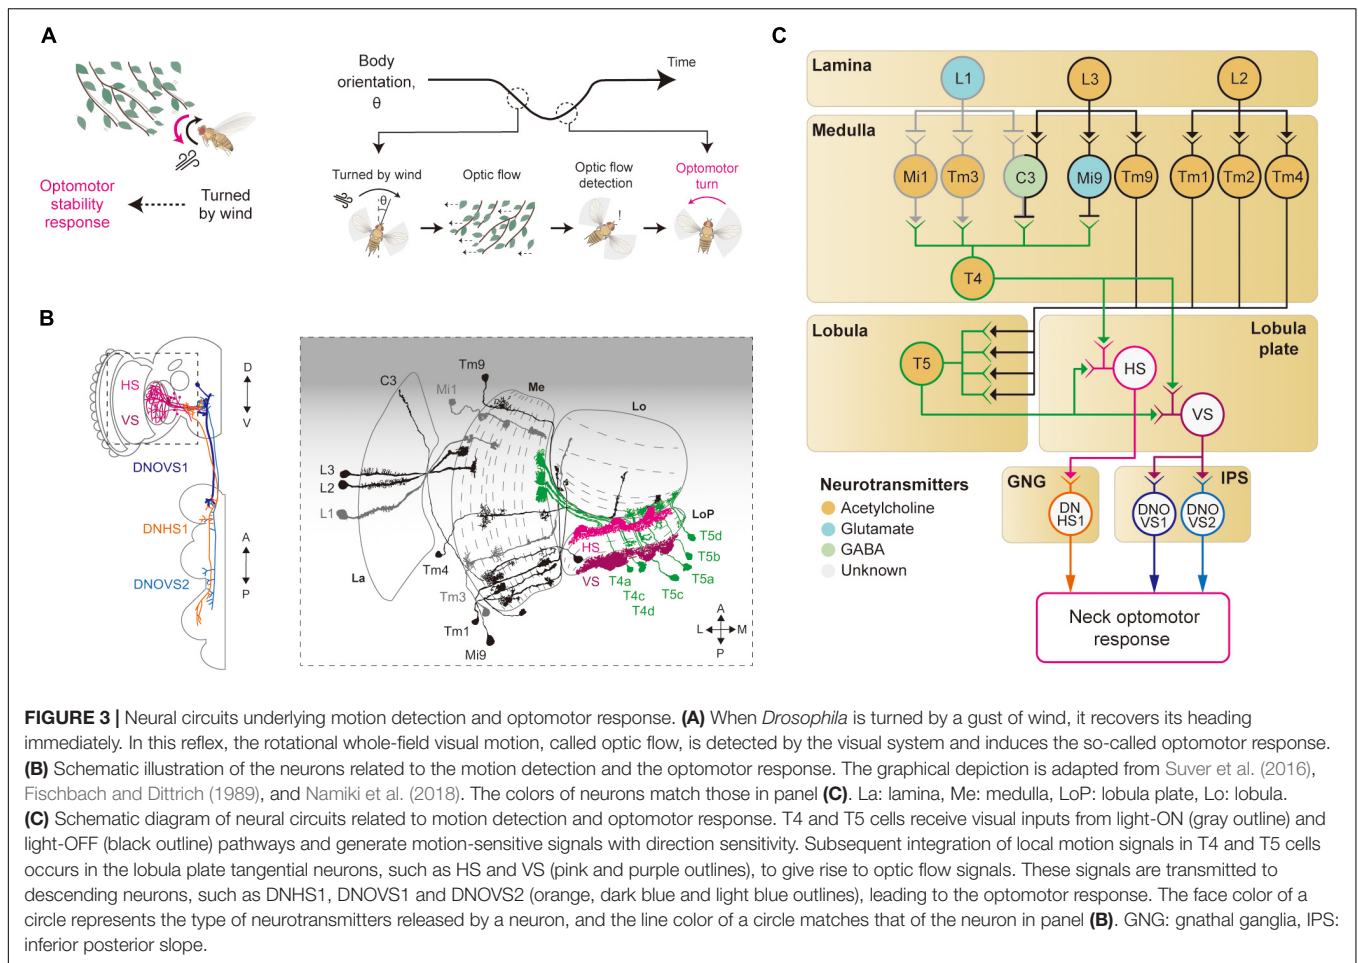 A
Body
orientation,
θ
Time
Optomotor
stability
response
Turned
by wind
Turned by wind
θ
Optic flow
Optic flow
detection
!
Optomotor
turn
B
HS
VS
D
V
DNOVS1
DNHS1
A
P
DNOVS2
C3
Tm9
Mi1
Me
Lo
L3
L2
L1
La
Tm4
Tm3
Tm1
Mi9
HS
VS
LoP
T5d
T5b
T5a
T5c
T4a
T4c
T4d
A
L
M
P
C
Lamina
L1
L3
L2
Medulla
Mi1
Tm3
C3
Mi9
Tm9
Tm1
Tm2
Tm4
T4
Lobula
Lobula
plate
T5
HS
VS
Neurotransmitters
Acetylcholine
Glutamate
GABA
Unknown
GNG
IPS
DN
HS1
DNO
VS1
DNO
VS2
Neck optomotor
response
FIGURE 3 | Neural circuits underlying motion detection and optomotor response. (A) When Drosophila is turned by a gust of wind, it recovers its heading
immediately. In this reflex, the rotational whole-field visual motion, called optic flow, is detected by the visual system and induces the so-called optomotor response.
(B) Schematic illustration of the neurons related to the motion detection and the optomotor response. The graphical depiction is adapted from Suver et al. (2016),
Fischbach and Dittrich (1989), and Namiki et al. (2018). The colors of neurons match those in panel (C). La: lamina, Me: medulla, LoP: lobula plate, Lo: lobula.
(C) Schematic diagram of neural circuits related to motion detection and optomotor response. T4 and T5 cells receive visual inputs from light-ON (gray outline) and
light-OFF (black outline) pathways and generate motion-sensitive signals with direction sensitivity. Subsequent integration of local motion signals in T4 and T5 cells
occurs in the lobula plate tangential neurons, such as HS and VS (pink and purple outlines), to give rise to optic flow signals. These signals are transmitted to
descending neurons, such as DNHS1, DNOVS1 and DNOVS2 (orange, dark blue and light blue outlines), leading to the optomotor response. The face color of a
circle represents the type of neurotransmitters released by a neuron, and the line color of a circle matches that of the neuron in panel (B). GNG: gnathal ganglia, IPS:
inferior posterior slope.